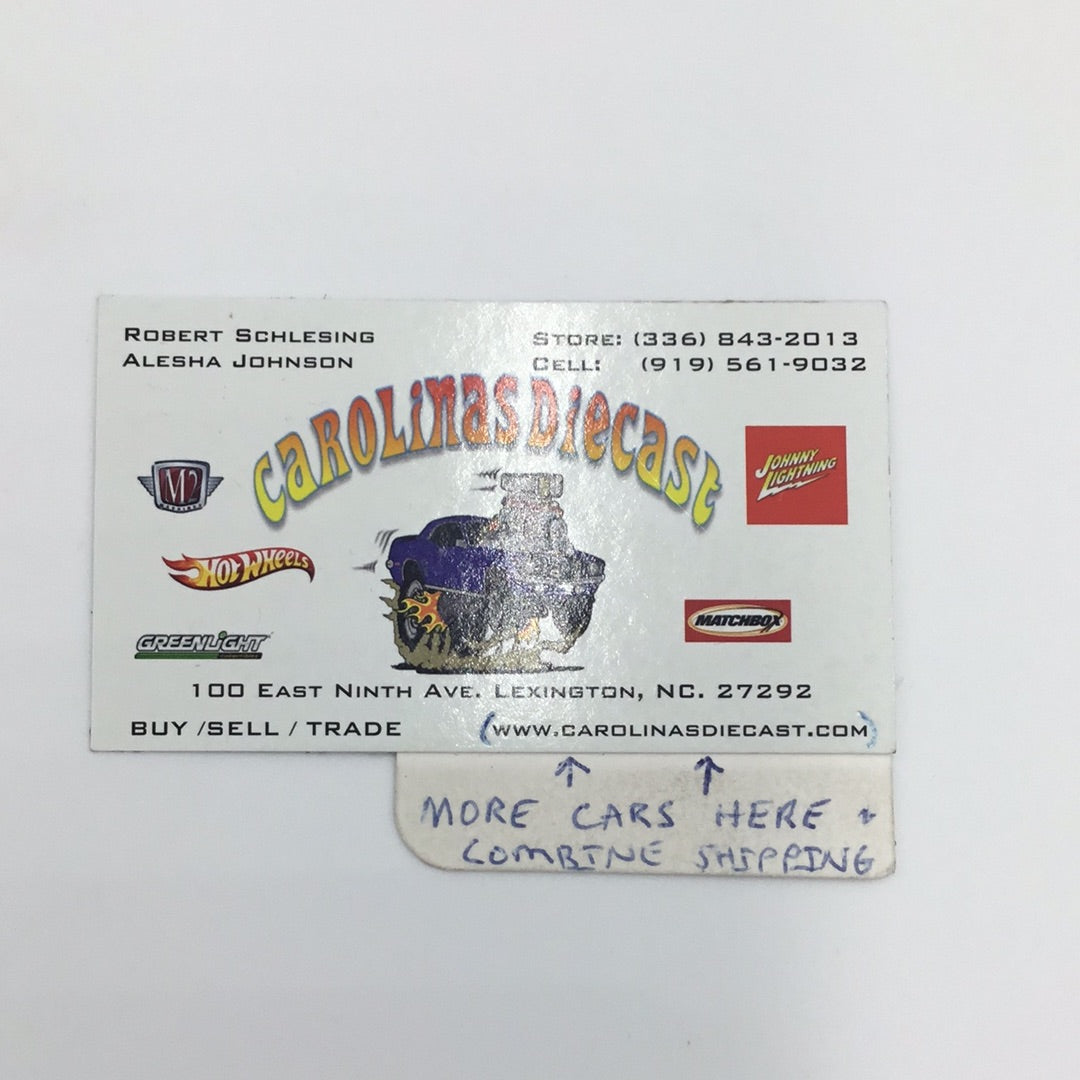 ROBERT SCHLESING
ALESHA JOHNSON
STORE: (336) 843-2013
CELL: (919) 561-9032
CAROLINAS DIECAST
M2
JOHNNY LIGHTNING
HOT WHEELS
GREENLIGHT
MATCHBOX
100 EAST NINTH AVE. LEXINGTON, NC. 27292
BUY /SELL / TRADE
(WWW.CAROLINASDIECAST.COM)
MORE CARS HERE &
COMBINE SHIPPING